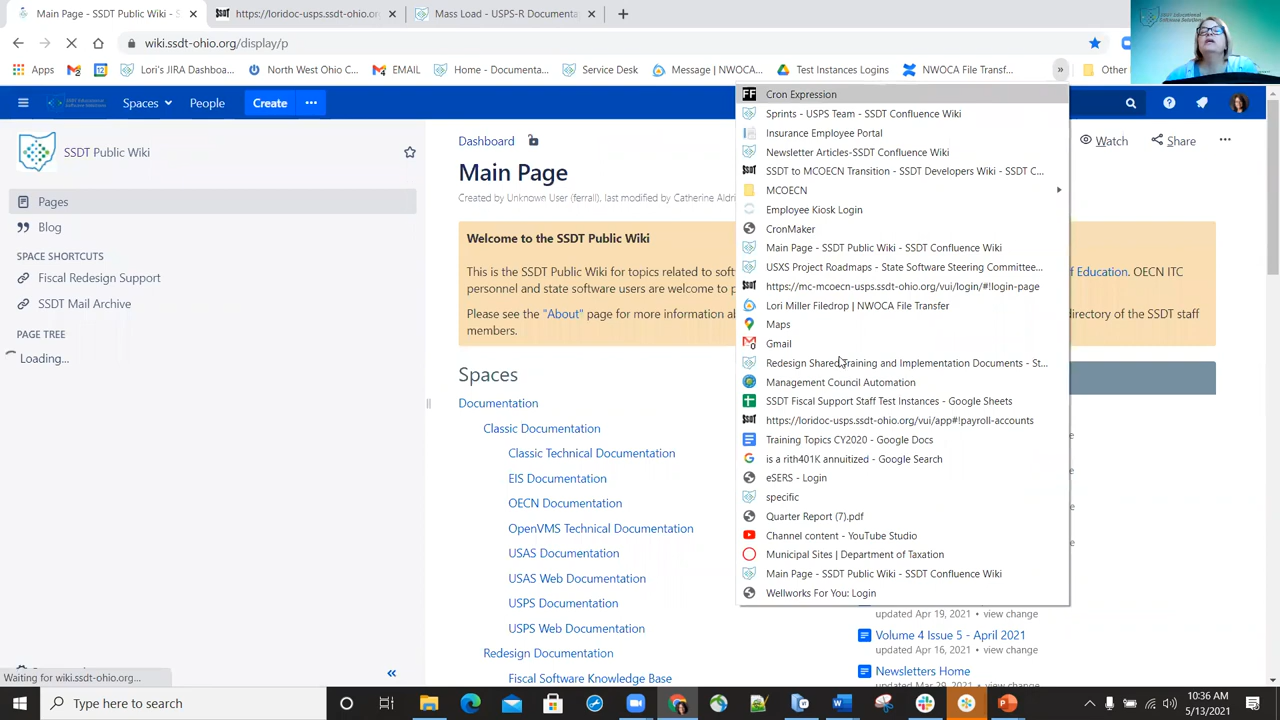 Main Page - SSDT Public Wiki - S
https://loridoc-usps.ssdt-ohio.org/
Mass Load - USPS-R Documenta
wiki.ssdt-ohio.org/display/p
Apps
Lori's JIRA Dashboa...
North West Ohio C...
EMAIL
Home - Documenta...
Service Desk
Message | NWOCA...
Test Instances Logins
NWOCA File Transf...
»
Other
Spaces
People
Create
SSDT Public Wiki
Pages
Blog
SPACE SHORTCUTS
Fiscal Redesign Support
SSDT Mail Archive
PAGE TREE
Loading...
«
Waiting for wiki.ssdt-ohio.org...
Dashboard
Watch
Share
Main Page
Created by Unknown User (ferrall), last modified by Catherine Aldri
Welcome to the SSDT Public Wiki
This is the SSDT Public Wiki for topics related to softw
of Education. OECN ITC
personnel and state software users are welcome to p
Please see the "About" page for more information ab
directory of the SSDT staff
members.
Spaces
Documentation
Classic Documentation
Classic Technical Documentation
EIS Documentation
OECN Documentation
OpenVMS Technical Documentation
USAS Documentation
USAS Web Documentation
USPS Documentation
USPS Web Documentation
Redesign Documentation
Fiscal Software Knowledge Base
Cron Expression
Sprints - USPS Team - SSDT Confluence Wiki
Insurance Employee Portal
Newsletter Articles-SSDT Confluence Wiki
SSDT to MCOECN Transition - SSDT Developers Wiki - SSDT C...
MCOECN
Employee Kiosk Login
CronMaker
Main Page - SSDT Public Wiki - SSDT Confluence Wiki
USXS Project Roadmaps - State Software Steering Committee...
https://mc-mcoecn-usps.ssdt-ohio.org/vui/login/#!login-page
Lori Miller Filedrop | NWOCA File Transfer
Maps
Gmail
Redesign Shared Training and Implementation Documents - St...
Management Council Automation
SSDT Fiscal Support Staff Test Instances - Google Sheets
https://loridoc-usps.ssdt-ohio.org/vui/app#!payroll-accounts
Training Topics CY2020 - Google Docs
is a rith401K annuitized - Google Search
eSERS - Login
specific
Quarter Report (7).pdf
Channel content - YouTube Studio
Municipal Sites | Department of Taxation
Main Page - SSDT Public Wiki - SSDT Confluence Wiki
Wellworks For You: Login
updated Apr 19, 2021 • view change
Volume 4 Issue 5 - April 2021
updated Apr 16, 2021 • view change
Newsletters Home
updated Mar 29, 2021 • view change
Type here to search
10:36 AM
5/13/2021